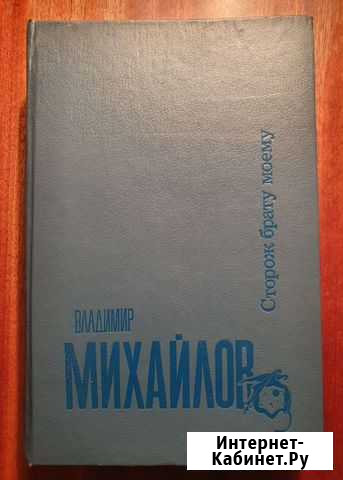 Сторож брату моему
ВЛАДИМИР
МИХАЙЛОВ
Интернет-
Кабинет.Ру